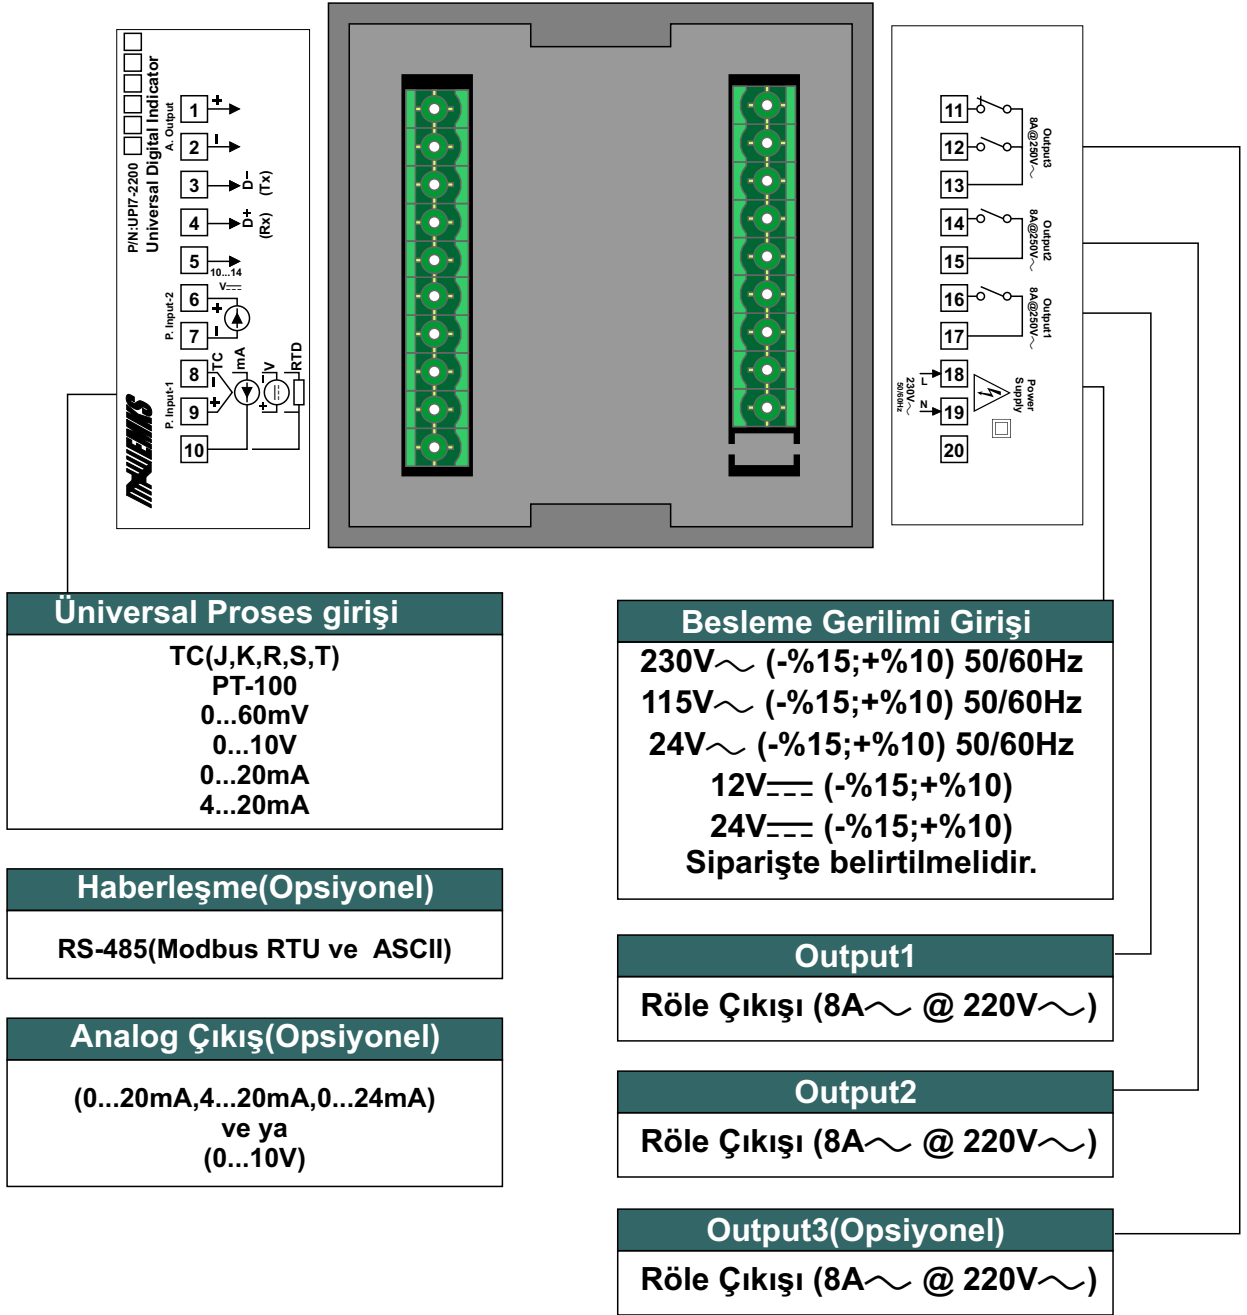 P/N:UPI7-2200
Universal Digital Indicator
A. Output
1 +
2 -
3 D- (Tx)
4 D+ (Rx)
5
10...14
V
P. Input-2
6 +
7 -
P. Input-1
8 - TC mA V RTD
9 +
10
EMKS
11
12
13
Output3
8A@250V
14
15
Output2
8A@250V
16
17
Output1
8A@250V
18 L
19 N
20
230V
50/60Hz
Power
Supply
Üniversal Proses girişi
TC(J,K,R,S,T)
PT-100
0...60mV
0...10V
0...20mA
4...20mA
Haberleşme(Opsiyonel)
RS-485(Modbus RTU ve ASCII)
Analog Çıkış(Opsiyonel)
(0...20mA,4...20mA,0...24mA)
ve ya
(0...10V)
Besleme Gerilimi Girişi
230V (-%15;+%10) 50/60Hz
115V (-%15;+%10) 50/60Hz
24V (-%15;+%10) 50/60Hz
12V (-%15;+%10)
24V (-%15;+%10)
Siparişte belirtilmelidir.
Output1
Röle Çıkışı (8A @ 220V)
Output2
Röle Çıkışı (8A @ 220V)
Output3(Opsiyonel)
Röle Çıkışı (8A @ 220V)